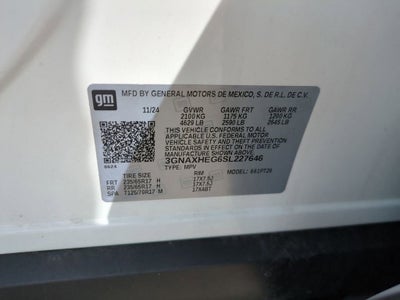 gm
MFD BY GENERAL MOTORS DE MEXICO, S. DE R.L. DE C.V.
11/24 GVWR GAWR FRT GAWR RR
2100 KG 1175 KG 1200 KG
4629 LB 2590 LB 2645 LB
THIS VEHICLE CONFORMS TO ALL
APPLICABLE U.S. FEDERAL MOTOR
VEHICLE SAFETY AND THEFT PREVENTION
STANDARDS IN EFFECT ON THE DATE OF
MANUFACTURE SHOWN ABOVE.
3GNAXHEG6SL227646
TYPE: MPV
TIRE SIZE RIM MODEL:
FRT 235/65R17 H 17X7.5J
RR 235/65R17 H 17X7.5J
SPA T125/70R17 M 17X4BT